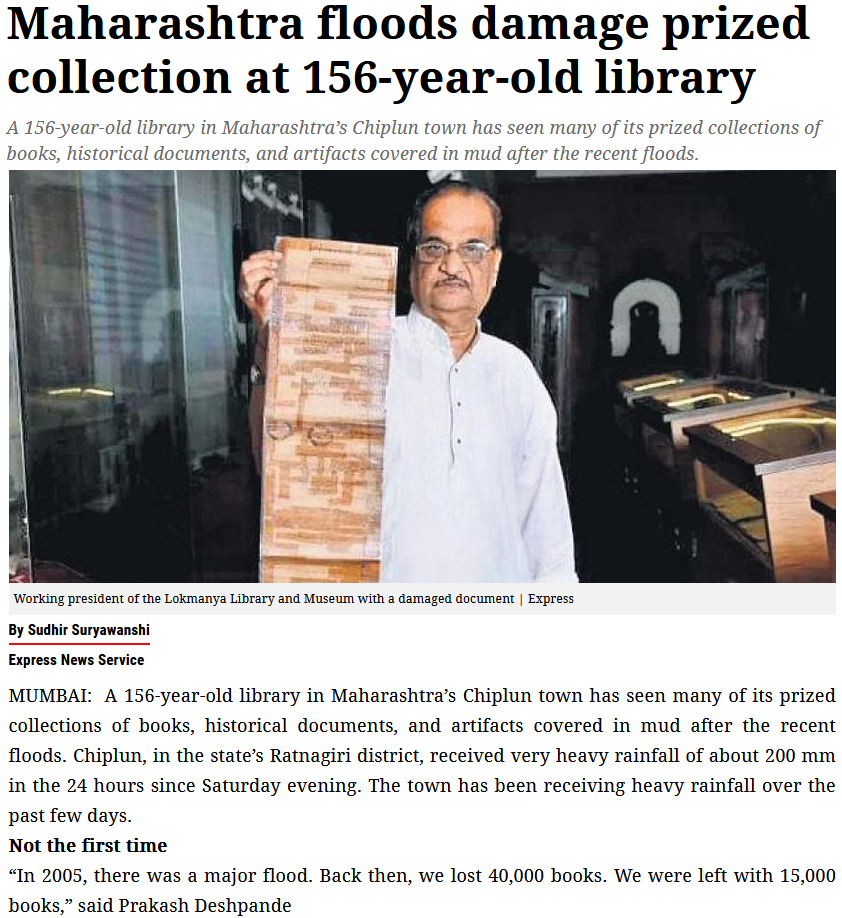 Maharashtra floods damage prized
collection at 156-year-old library
A 156-year-old library in Maharashtra’s Chiplun town has seen many of its prized collections of
books, historical documents, and artifacts covered in mud after the recent floods.
Working president of the Lokmanya Library and Museum with a damaged document | Express
By Sudhir Suryawanshi
Express News Service
MUMBAI: A 156-year-old library in Maharashtra’s Chiplun town has seen many of its prized
collections of books, historical documents, and artifacts covered in mud after the recent
floods. Chiplun, in the state’s Ratnagiri district, received very heavy rainfall of about 200 mm
in the 24 hours since Saturday evening. The town has been receiving heavy rainfall over the
past few days.
Not the first time
“In 2005, there was a major flood. Back then, we lost 40,000 books. We were left with 15,000
books,” said Prakash Deshpande